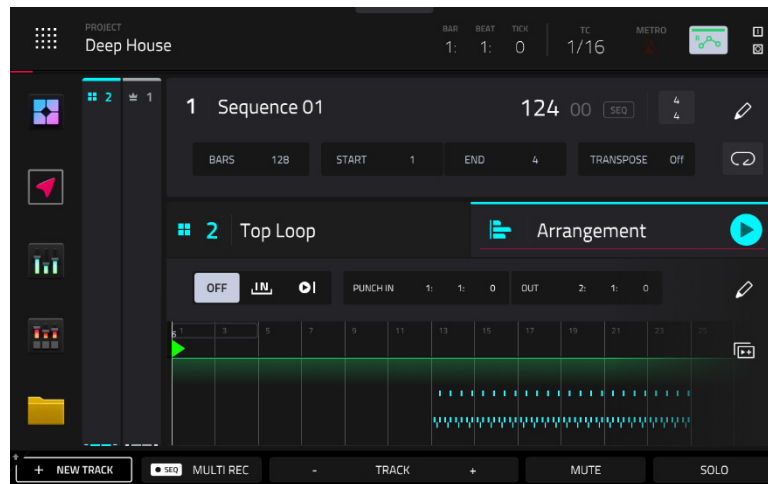 PROJECT
Deep House
BAR BEAT TICK
1: 1: 0
TC
1/16
METRO
2
1
1 Sequence 01
124 00 SEQ
4
4
BARS 128
START 1
END 4
TRANSPOSE Off
2 Top Loop
Arrangement
OFF IN
PUNCH IN 1: 1: 0 OUT 2: 1: 0
1 3 5 7 9 11 13 15 17 19 21 23 25
+ NEW TRACK
SEQ MULTI REC
- TRACK +
MUTE
SOLO